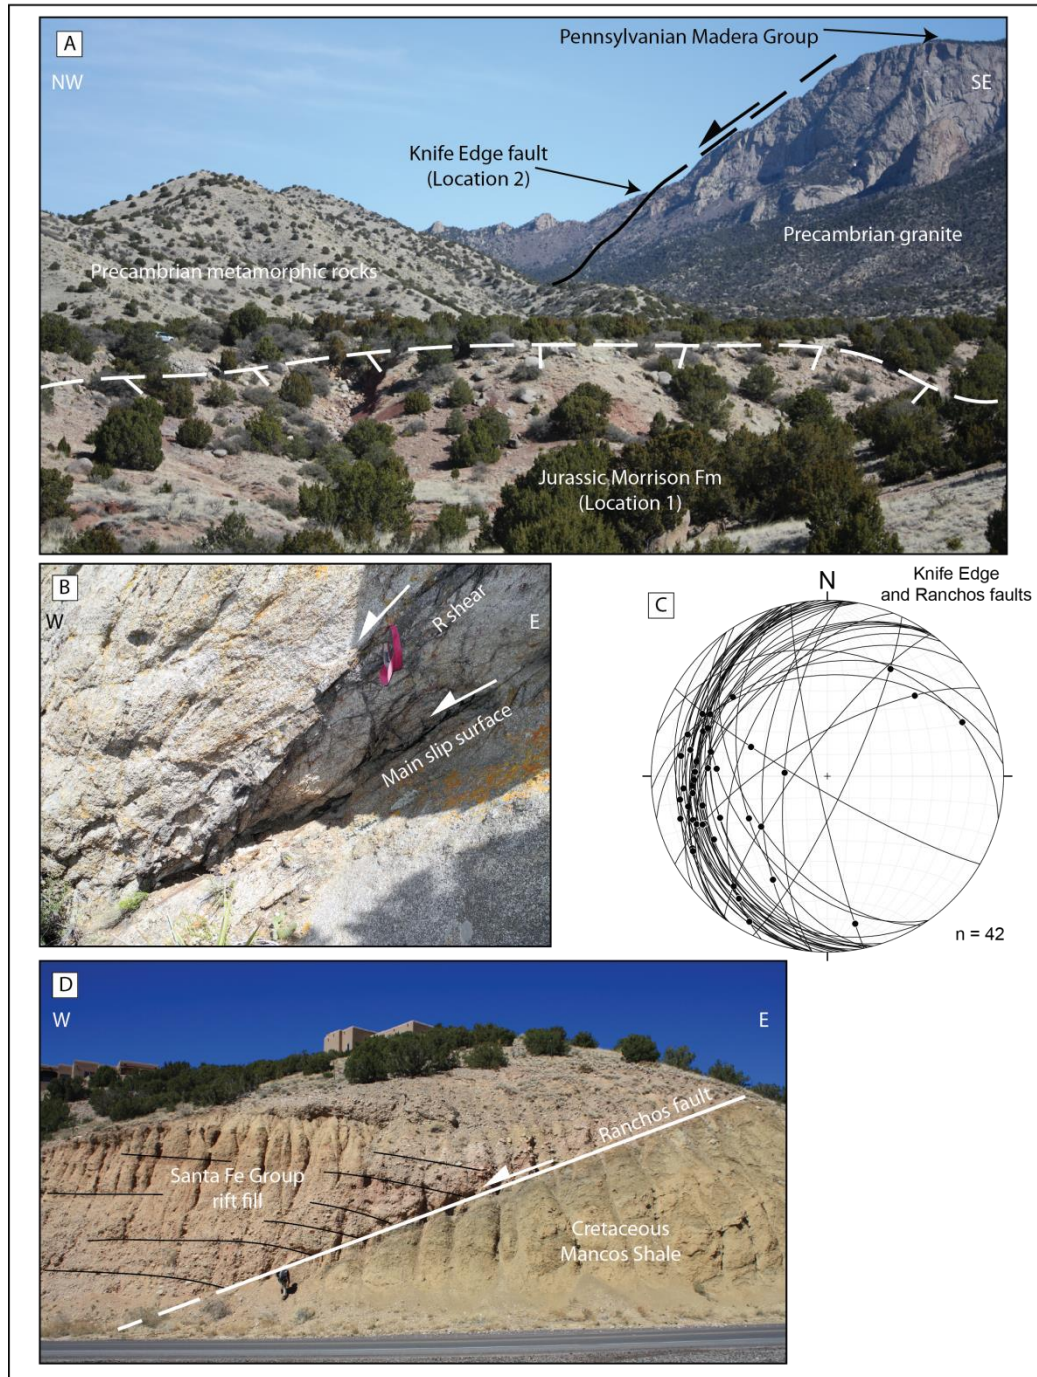 A
NW
Pennsylvanian Madera Group
SE
Knife Edge fault
(Location 2)
Precambrian granite
Precambrian metamorphic rocks
Jurassic Morrison Fm
(Location 1)
B
W
R shear
E
Main slip surface
C
N
Knife Edge
and Ranchos faults
n = 42
D
W
E
Ranchos fault
Santa Fe Group
rift fill
Cretaceous
Mancos Shale